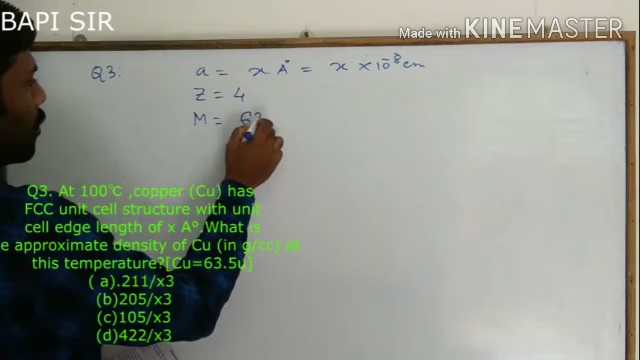 BAPI SIR
Made with KINEMASTER
Q3:
a = x A° = x × 10⁻⁸ cm
Z = 4
M = 63
Q3. At 100℃ ,copper (Cu) has
FCC unit cell structure with unit
cell edge length of x A°.What is
e approximate density of Cu (in g/cc) at
this temperature?[Cu=63.5u]
( a).211/x3
(b)205/x3
(c)105/x3
(d)422/x3